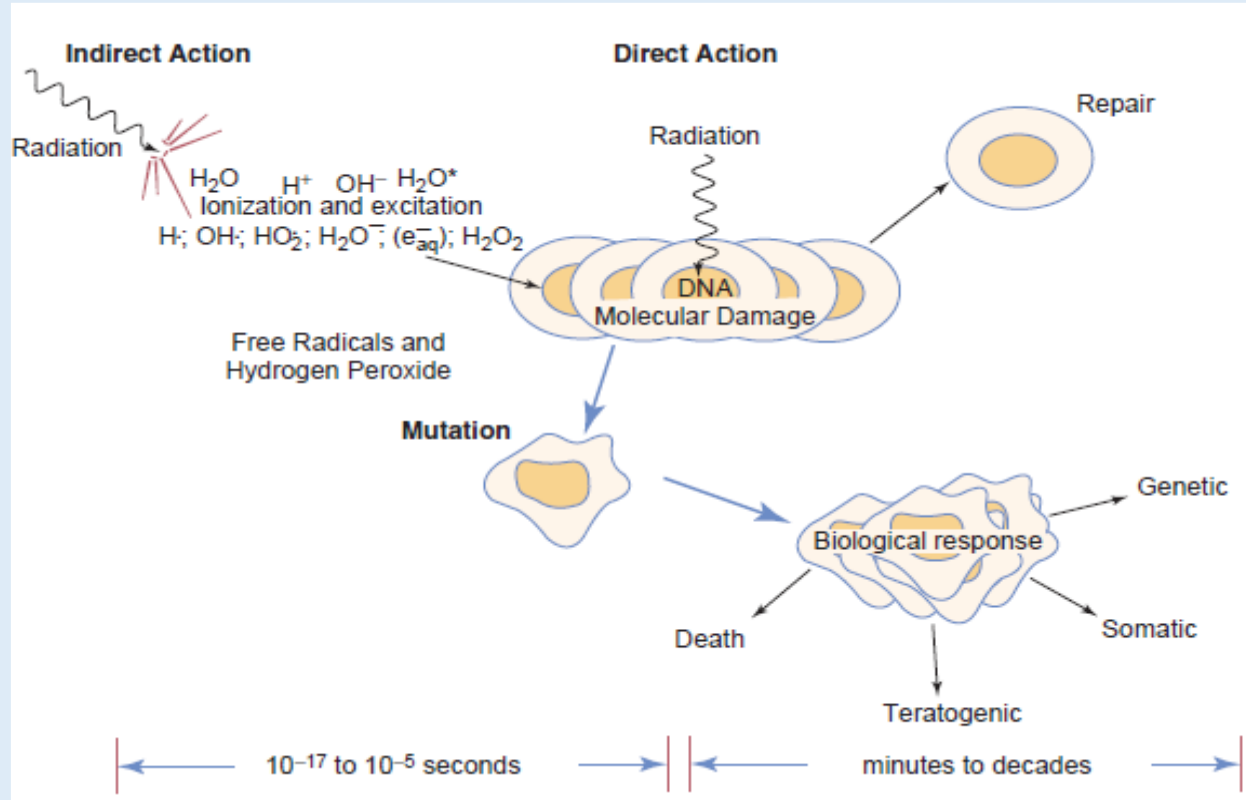 Indirect Action
Direct Action
Radiation
Radiation
Repair
H₂O H⁺ OH⁻ H₂O*
Ionization and excitation
H·; OH·; HO₂·; H₂O⁻; (e⁻aq); H₂O₂
DNA
Molecular Damage
Free Radicals and
Hydrogen Peroxide
Mutation
Biological response
Genetic
Somatic
Death
Teratogenic
10⁻¹⁷ to 10⁻⁵ seconds
minutes to decades